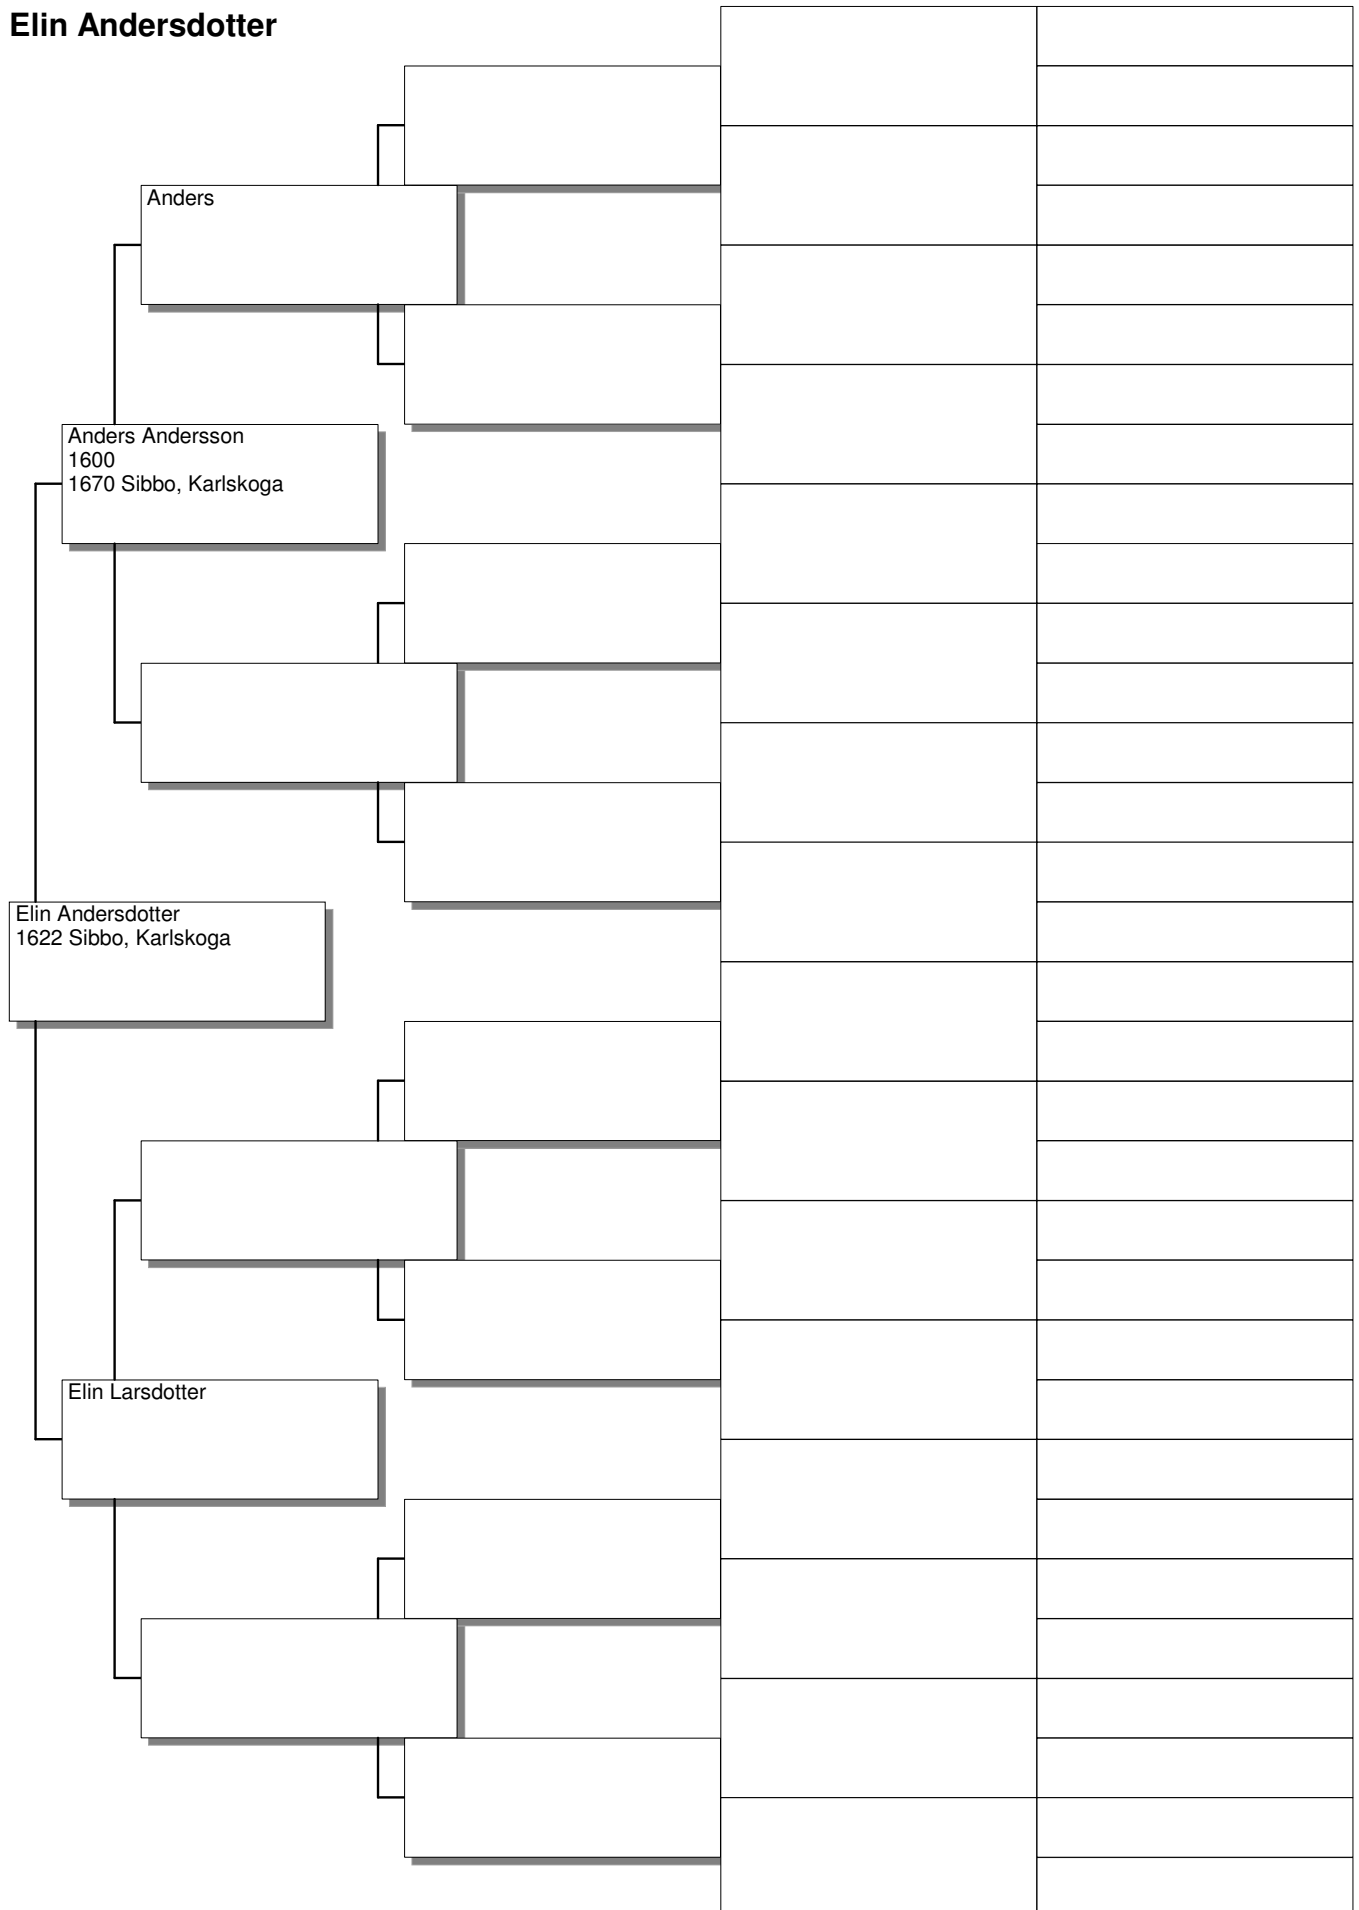 Elin Andersdotter
Anders
Anders Andersson
1600
1670 Sibbo, Karlskoga
Elin Andersdotter
1622 Sibbo, Karlskoga
Elin Larsdotter